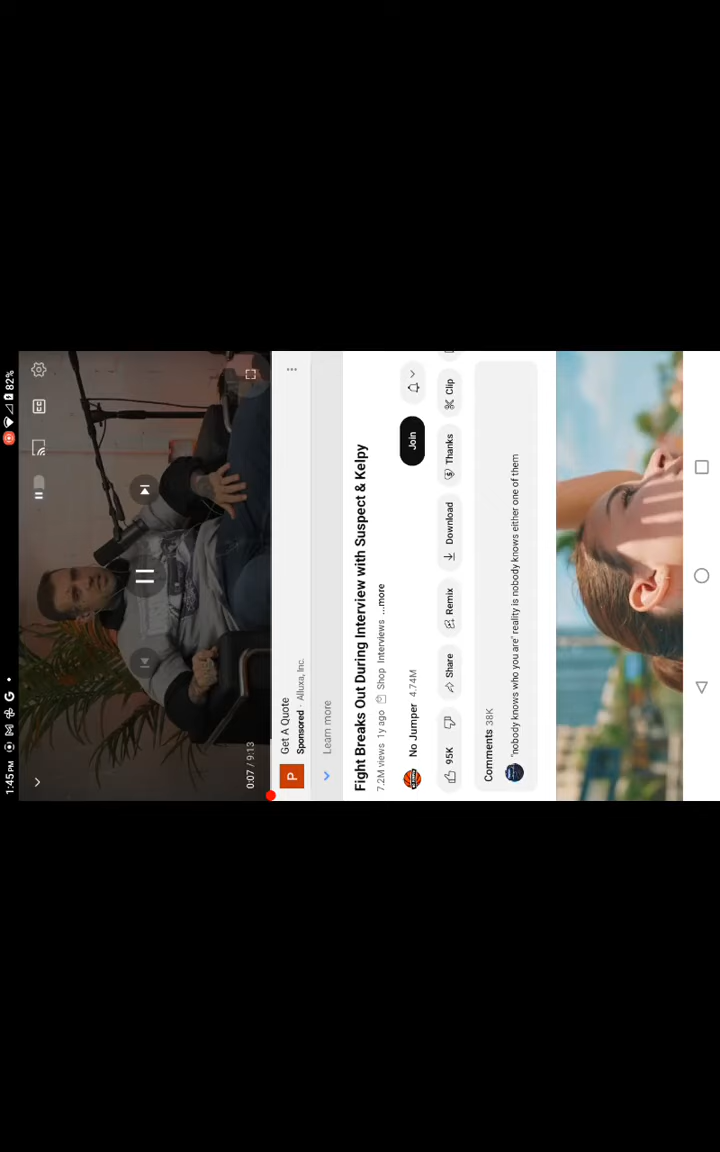 1:45 PM
82%
CC
0:07 / 9:13
P
Get A Quote
Sponsored · Alluxa, Inc.
Learn more
Fight Breaks Out During Interview with Suspect & Kelpy
7.2M views 1y ago Shop Interviews ...more
No Jumper 4.74M
Join
95K
Share
Remix
Download
Thanks
Clip
Comments 38K
"nobody knows who you are" reality is nobody knows either one of them